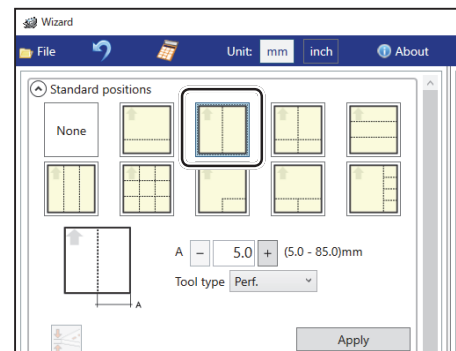 Wizard
File Unit: mm inch About
Standard positions
None
A – 5.0 + (5.0 - 85.0)mm
Tool type Perf.
A
Apply